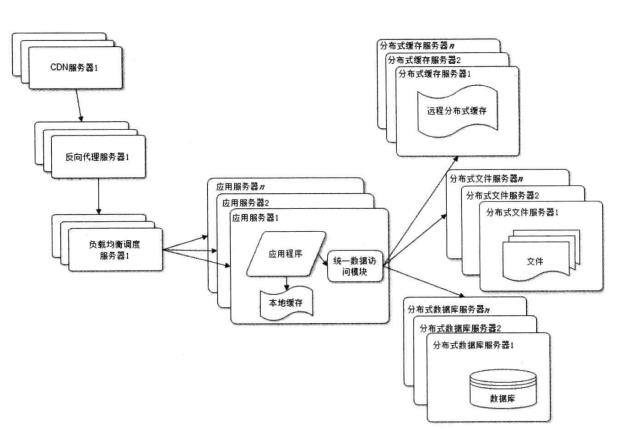 CDN服务器1
反向代理服务器1
负载均衡调度
服务器1
应用服务器n
应用服务器2
应用服务器1
应用程序
本地缓存
统一数据访
问模块
分布式缓存服务器n
分布式缓存服务器2
分布式缓存服务器1
远程分布式缓存
分布式文件服务器n
分布式文件服务器2
分布式文件服务器1
文件
分布式数据库服务器n
分布式数据库服务器2
分布式数据库服务器1
数据库